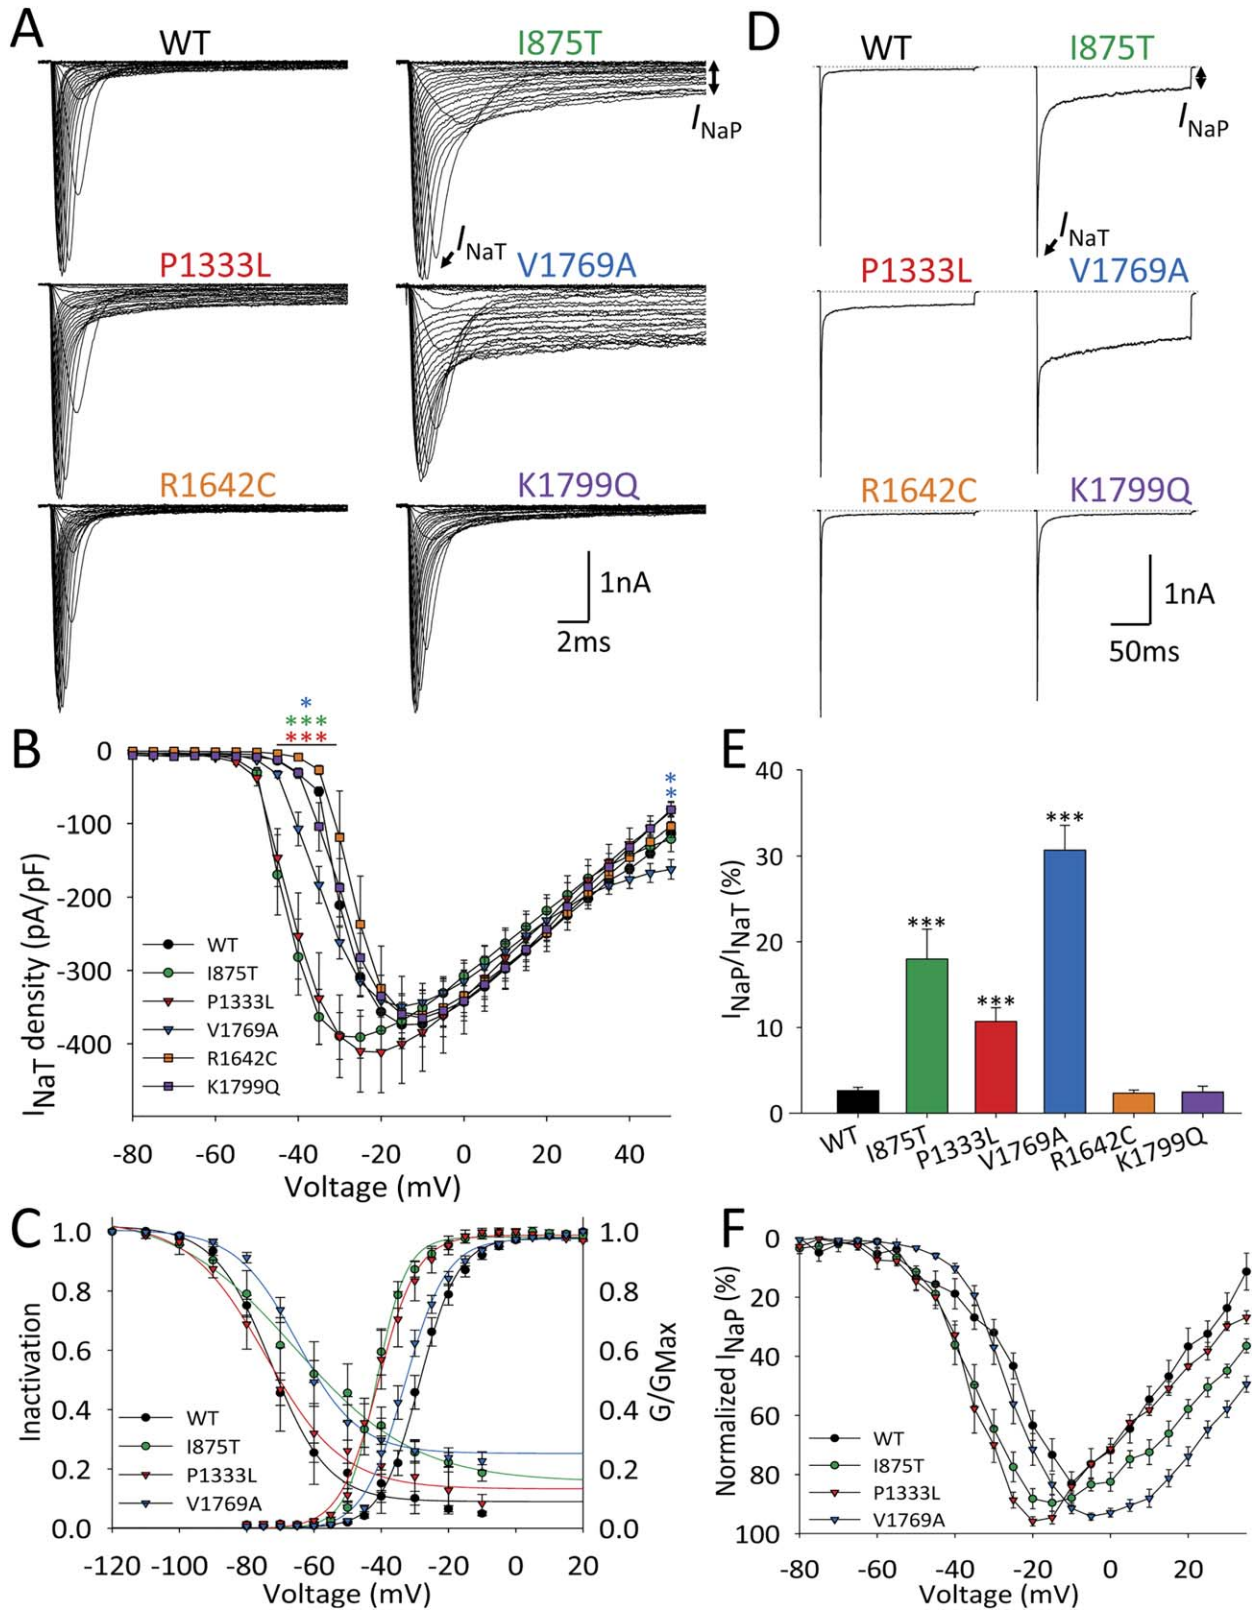 A
WT
I875T
I NaP
I NaT
P1333L
V1769A
R1642C
K1799Q
1nA
2ms
D
WT
I875T
I NaP
I NaT
P1333L
V1769A
R1642C
K1799Q
1nA
50ms
B
*
***
***
*
*
0
-100
-200
-300
-400
INaT density (pA/pF)
WT
I875T
P1333L
V1769A
R1642C
K1799Q
-80 -60 -40 -20 0 20 40
Voltage (mV)
E
40
30
20
10
0
INaP/INaT (%)
***
***
***
WT
I875T
P1333L
V1769A
R1642C
K1799Q
C
1.0
0.8
0.6
0.4
0.2
0.0
Inactivation
WT
I875T
P1333L
V1769A
1.0
0.8
0.6
0.4
0.2
0.0
G/GMax
-120 -100 -80 -60 -40 -20 0 20
Voltage (mV)
F
0
20
40
60
80
100
Normalized INaP (%)
WT
I875T
P1333L
V1769A
-80 -60 -40 -20 0 20
Voltage (mV)